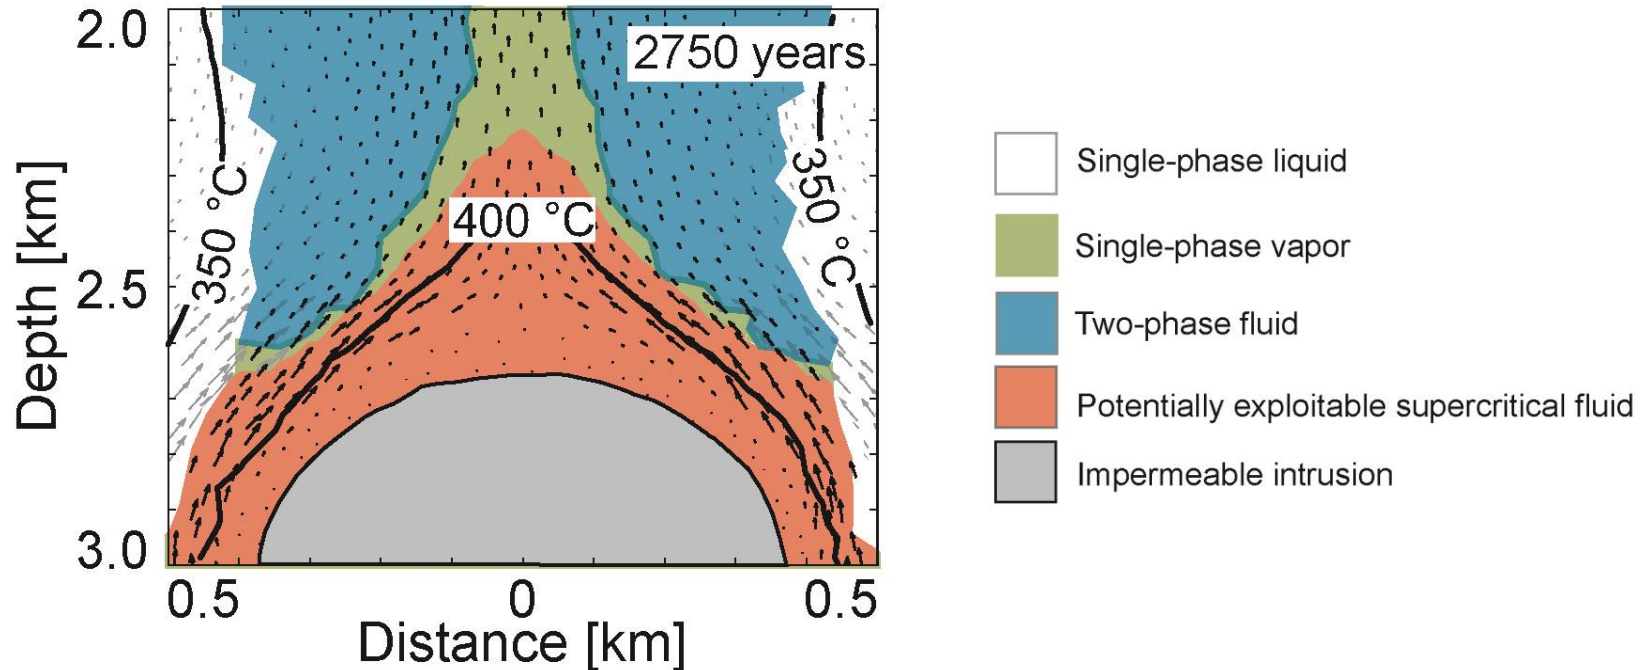 2.0
2750 years
350 °C
350 °C
400 °C
Depth [km]
2.5
3.0
0.5
0
0.5
Distance [km]
Single-phase liquid
Single-phase vapor
Two-phase fluid
Potentially exploitable supercritical fluid
Impermeable intrusion